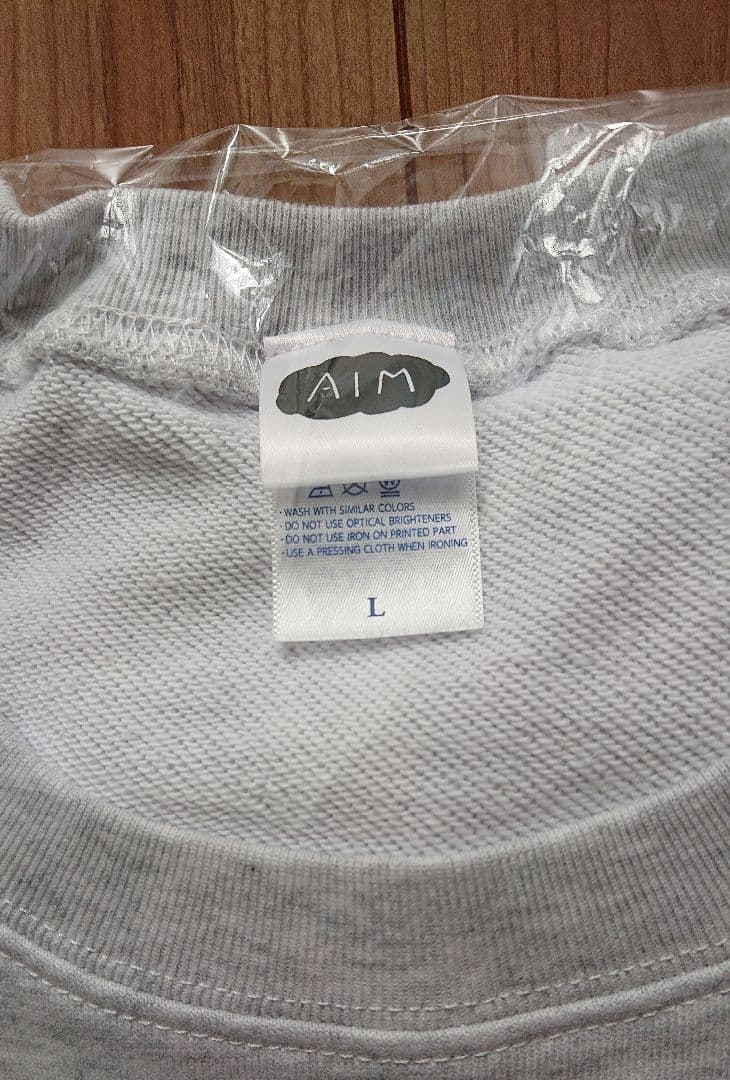 AIM
· WASH WITH SIMILAR COLORS
· DO NOT USE OPTICAL BRIGHTENERS
· DO NOT USE IRON ON PRINTED PART
· USE A PRESSING CLOTH WHEN IRONING
L